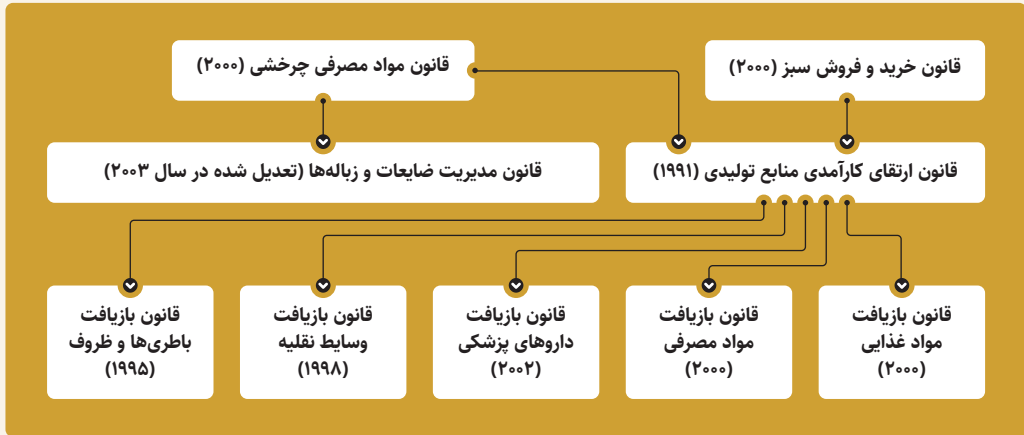 قانون خرید و فروش سبز (۲۰۰۰)
قانون مواد مصرفی چرخشی (۲۰۰۰)
قانون ارتقای کارآمدی منابع تولیدی (۱۹۹۱)
قانون مدیریت ضایعات و زباله‌ها (تعدیل شده در سال ۲۰۰۳)
قانون بازیافت
مواد غذایی
(۲۰۰۰)
قانون بازیافت
مواد مصرفی
(۲۰۰۰)
قانون بازیافت
داروهای پزشکی
(۲۰۰۲)
قانون بازیافت
وسایط نقلیه
(۱۹۹۸)
قانون بازیافت
باطری‌ها و ظروف
(۱۹۹۵)